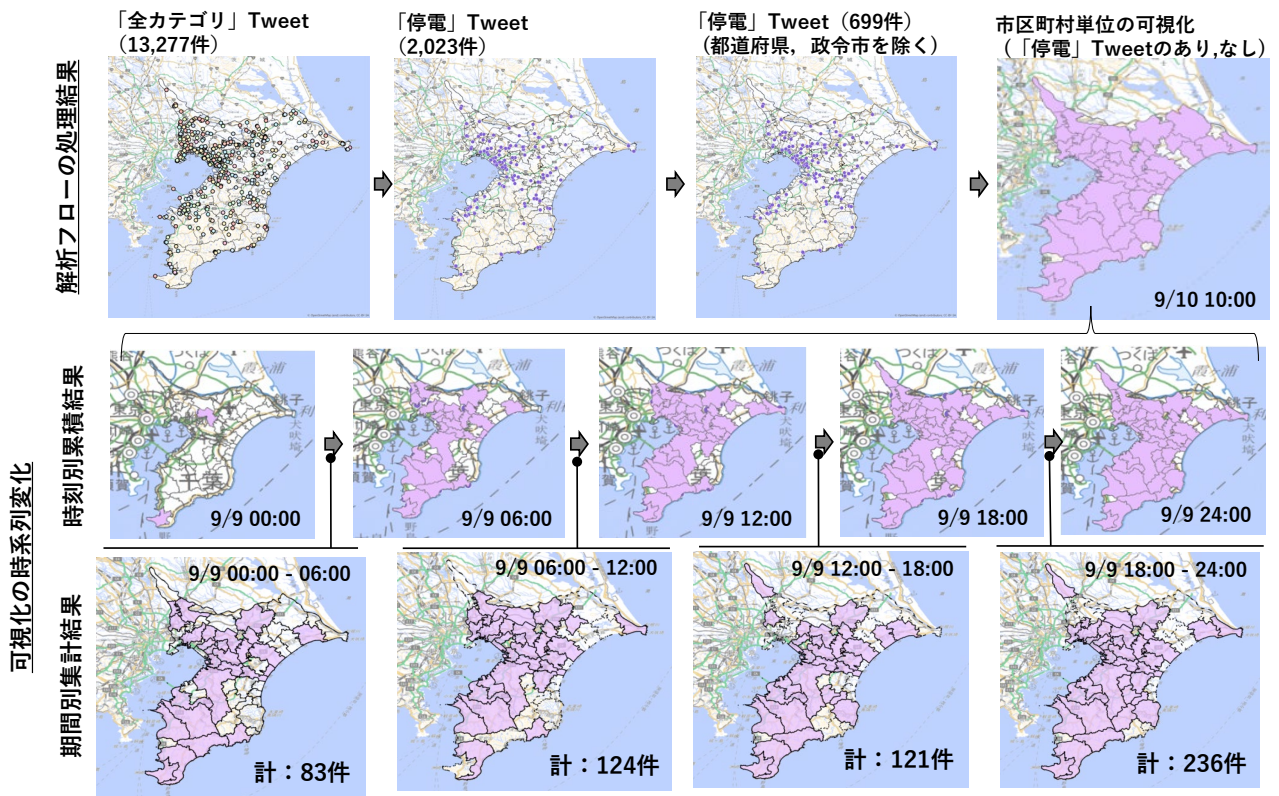 「全カテゴリ」Tweet
（13,277件）
「停電」Tweet
（2,023件）
「停電」Tweet（699件）
（都道府県，政令市を除く）
市区町村単位の可視化
（「停電」Tweetのあり,なし）
解析フローの処理結果
9/10 10:00
可視化の時系列変化
時刻別累積結果
9/9 00:00
9/9 06:00
9/9 12:00
9/9 18:00
9/9 24:00
期間別集計結果
9/9 00:00 - 06:00
9/9 06:00 - 12:00
9/9 12:00 - 18:00
9/9 18:00 - 24:00
計：83件
計：124件
計：121件
計：236件